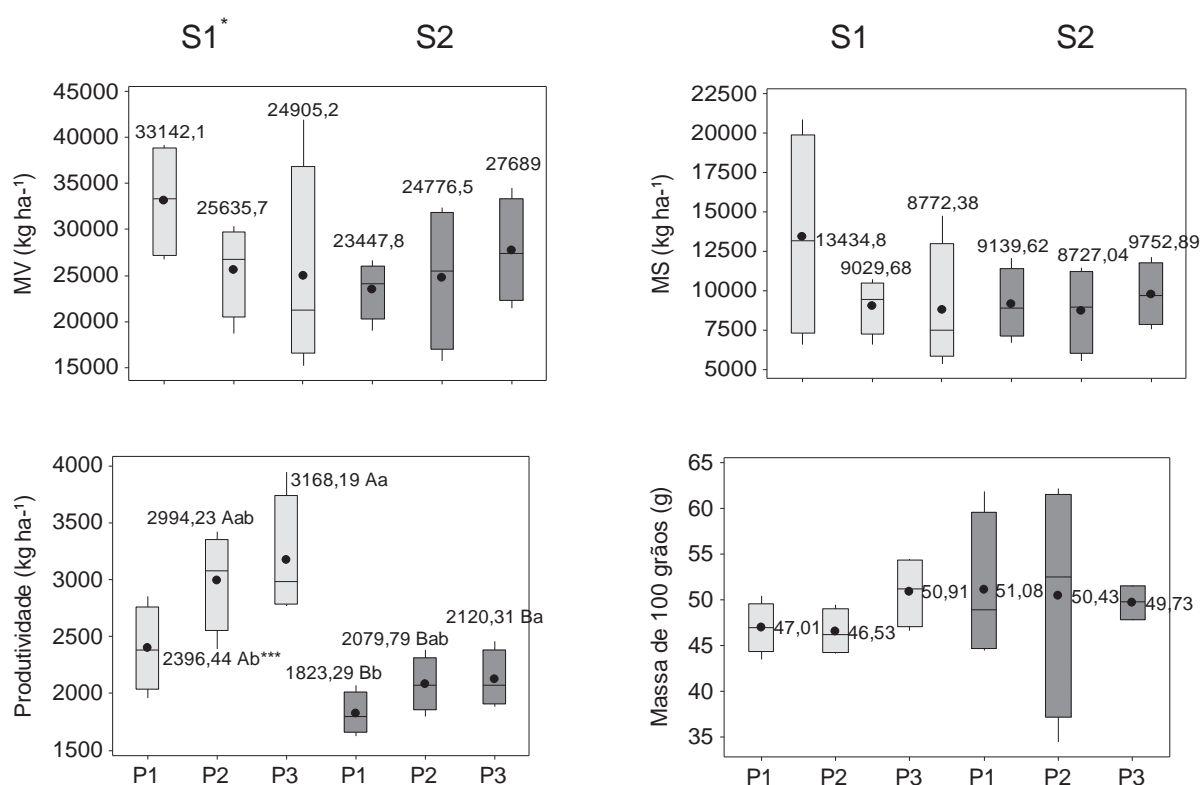 S1*
S2
S1
S2
MV (kg ha-¹)
45000
40000
35000
30000
25000
20000
15000
33142,1
25635,7
24905,2
23447,8
24776,5
27689
MS (kg ha-¹)
22500
20000
17500
15000
12500
10000
7500
5000
13434,8
9029,68
8772,38
9139,62
8727,04
9752,89
Produtividade (kg ha-¹)
4000
3500
3000
2500
2000
1500
2396,44 Ab***
2994,23 Aab
3168,19 Aa
1823,29 Bb
2079,79 Bab
2120,31 Ba
P1 P2 P3 P1 P2 P3
Massa de 100 grãos (g)
65
60
55
50
45
40
35
47,01
46,53
50,91
51,08
50,43
49,73
P1 P2 P3 P1 P2 P3